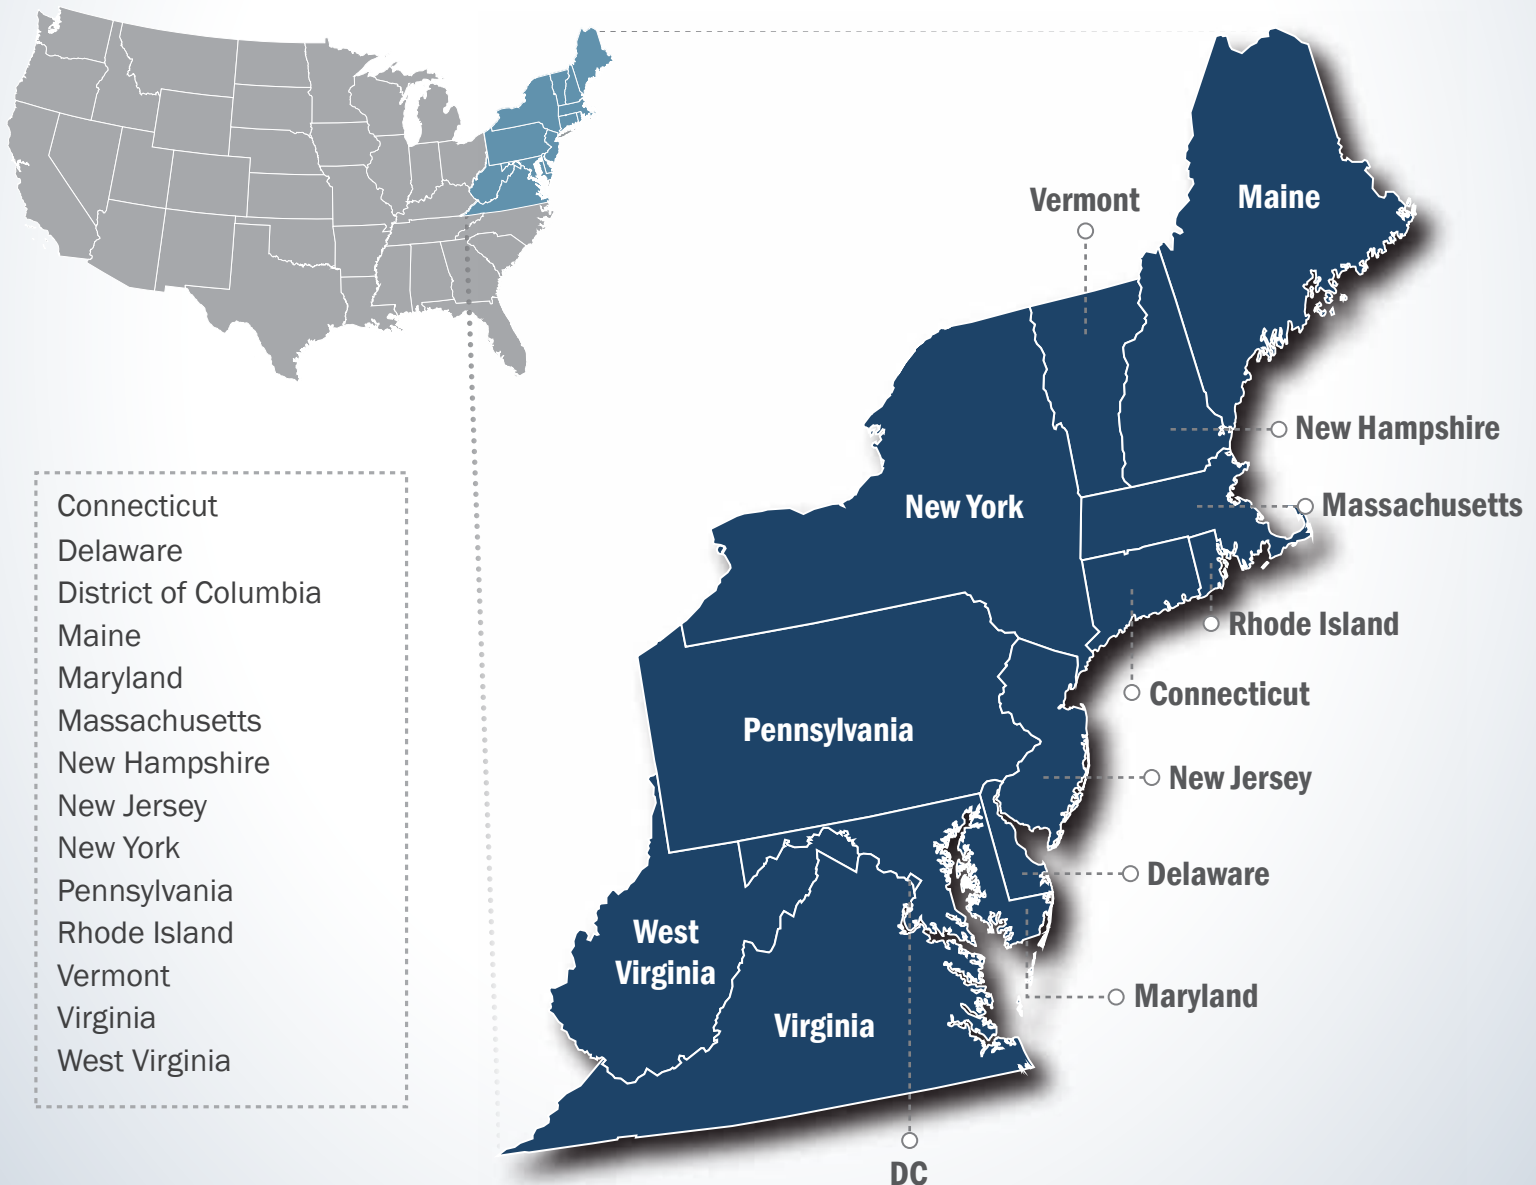 Vermont
Maine
New Hampshire
New York
Massachusetts
Rhode Island
Connecticut
Pennsylvania
New Jersey
Delaware
West
Virginia
Maryland
Virginia
DC
Connecticut
Delaware
District of Columbia
Maine
Maryland
Massachusetts
New Hampshire
New Jersey
New York
Pennsylvania
Rhode Island
Vermont
Virginia
West Virginia